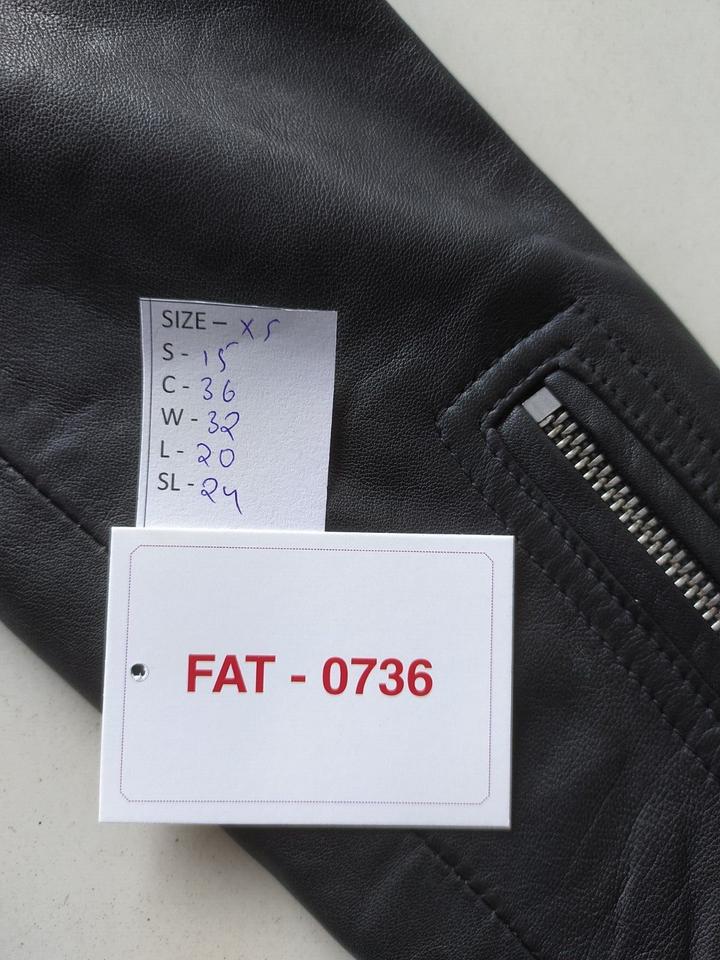 SIZE – XS
S - 15
C - 36
W - 32
L - 20
SL - 24
FAT - 0736